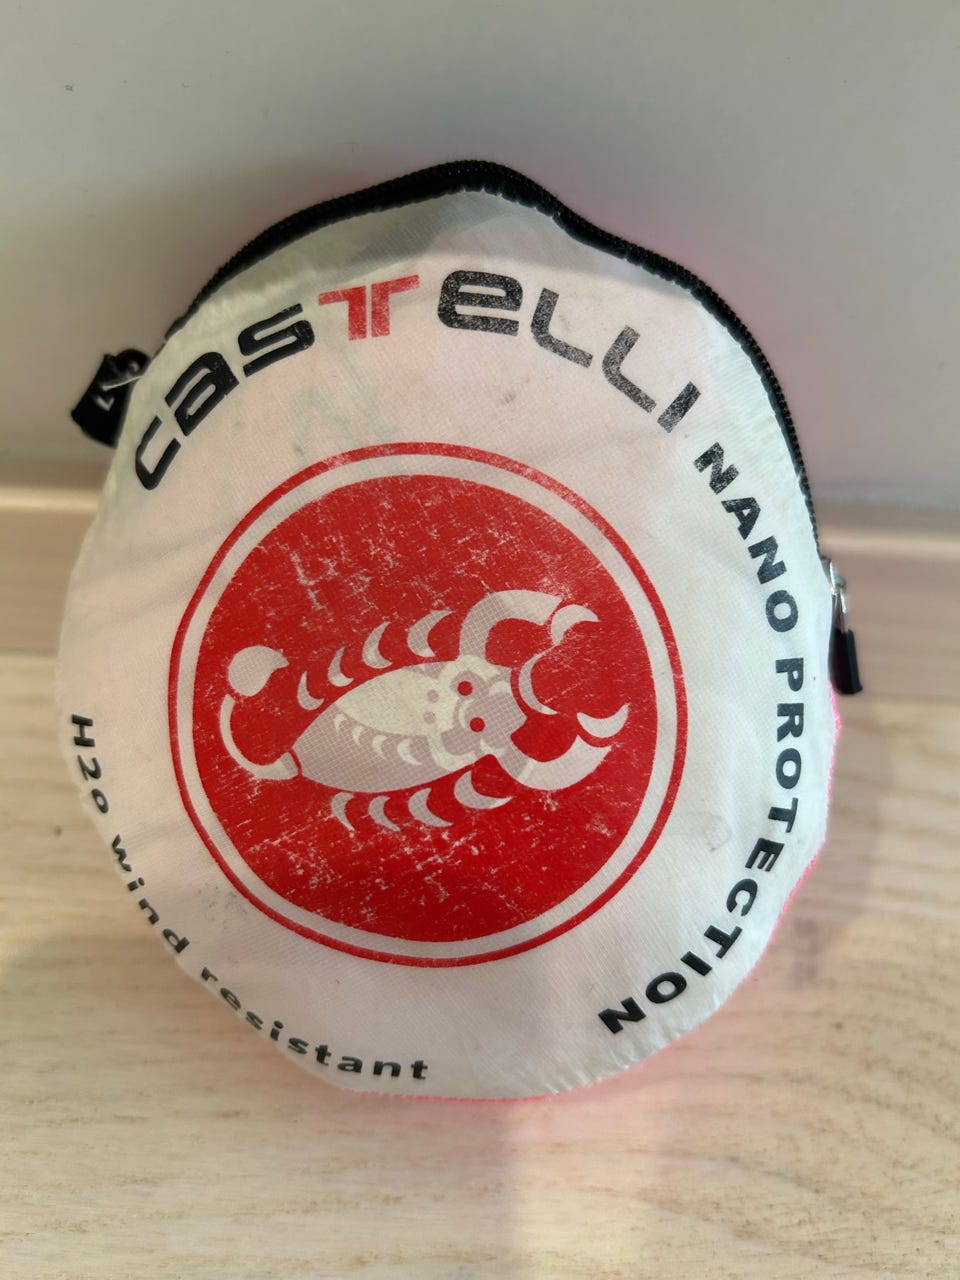 CASTELLI
NANO PROTECTION
H2O wind resistant